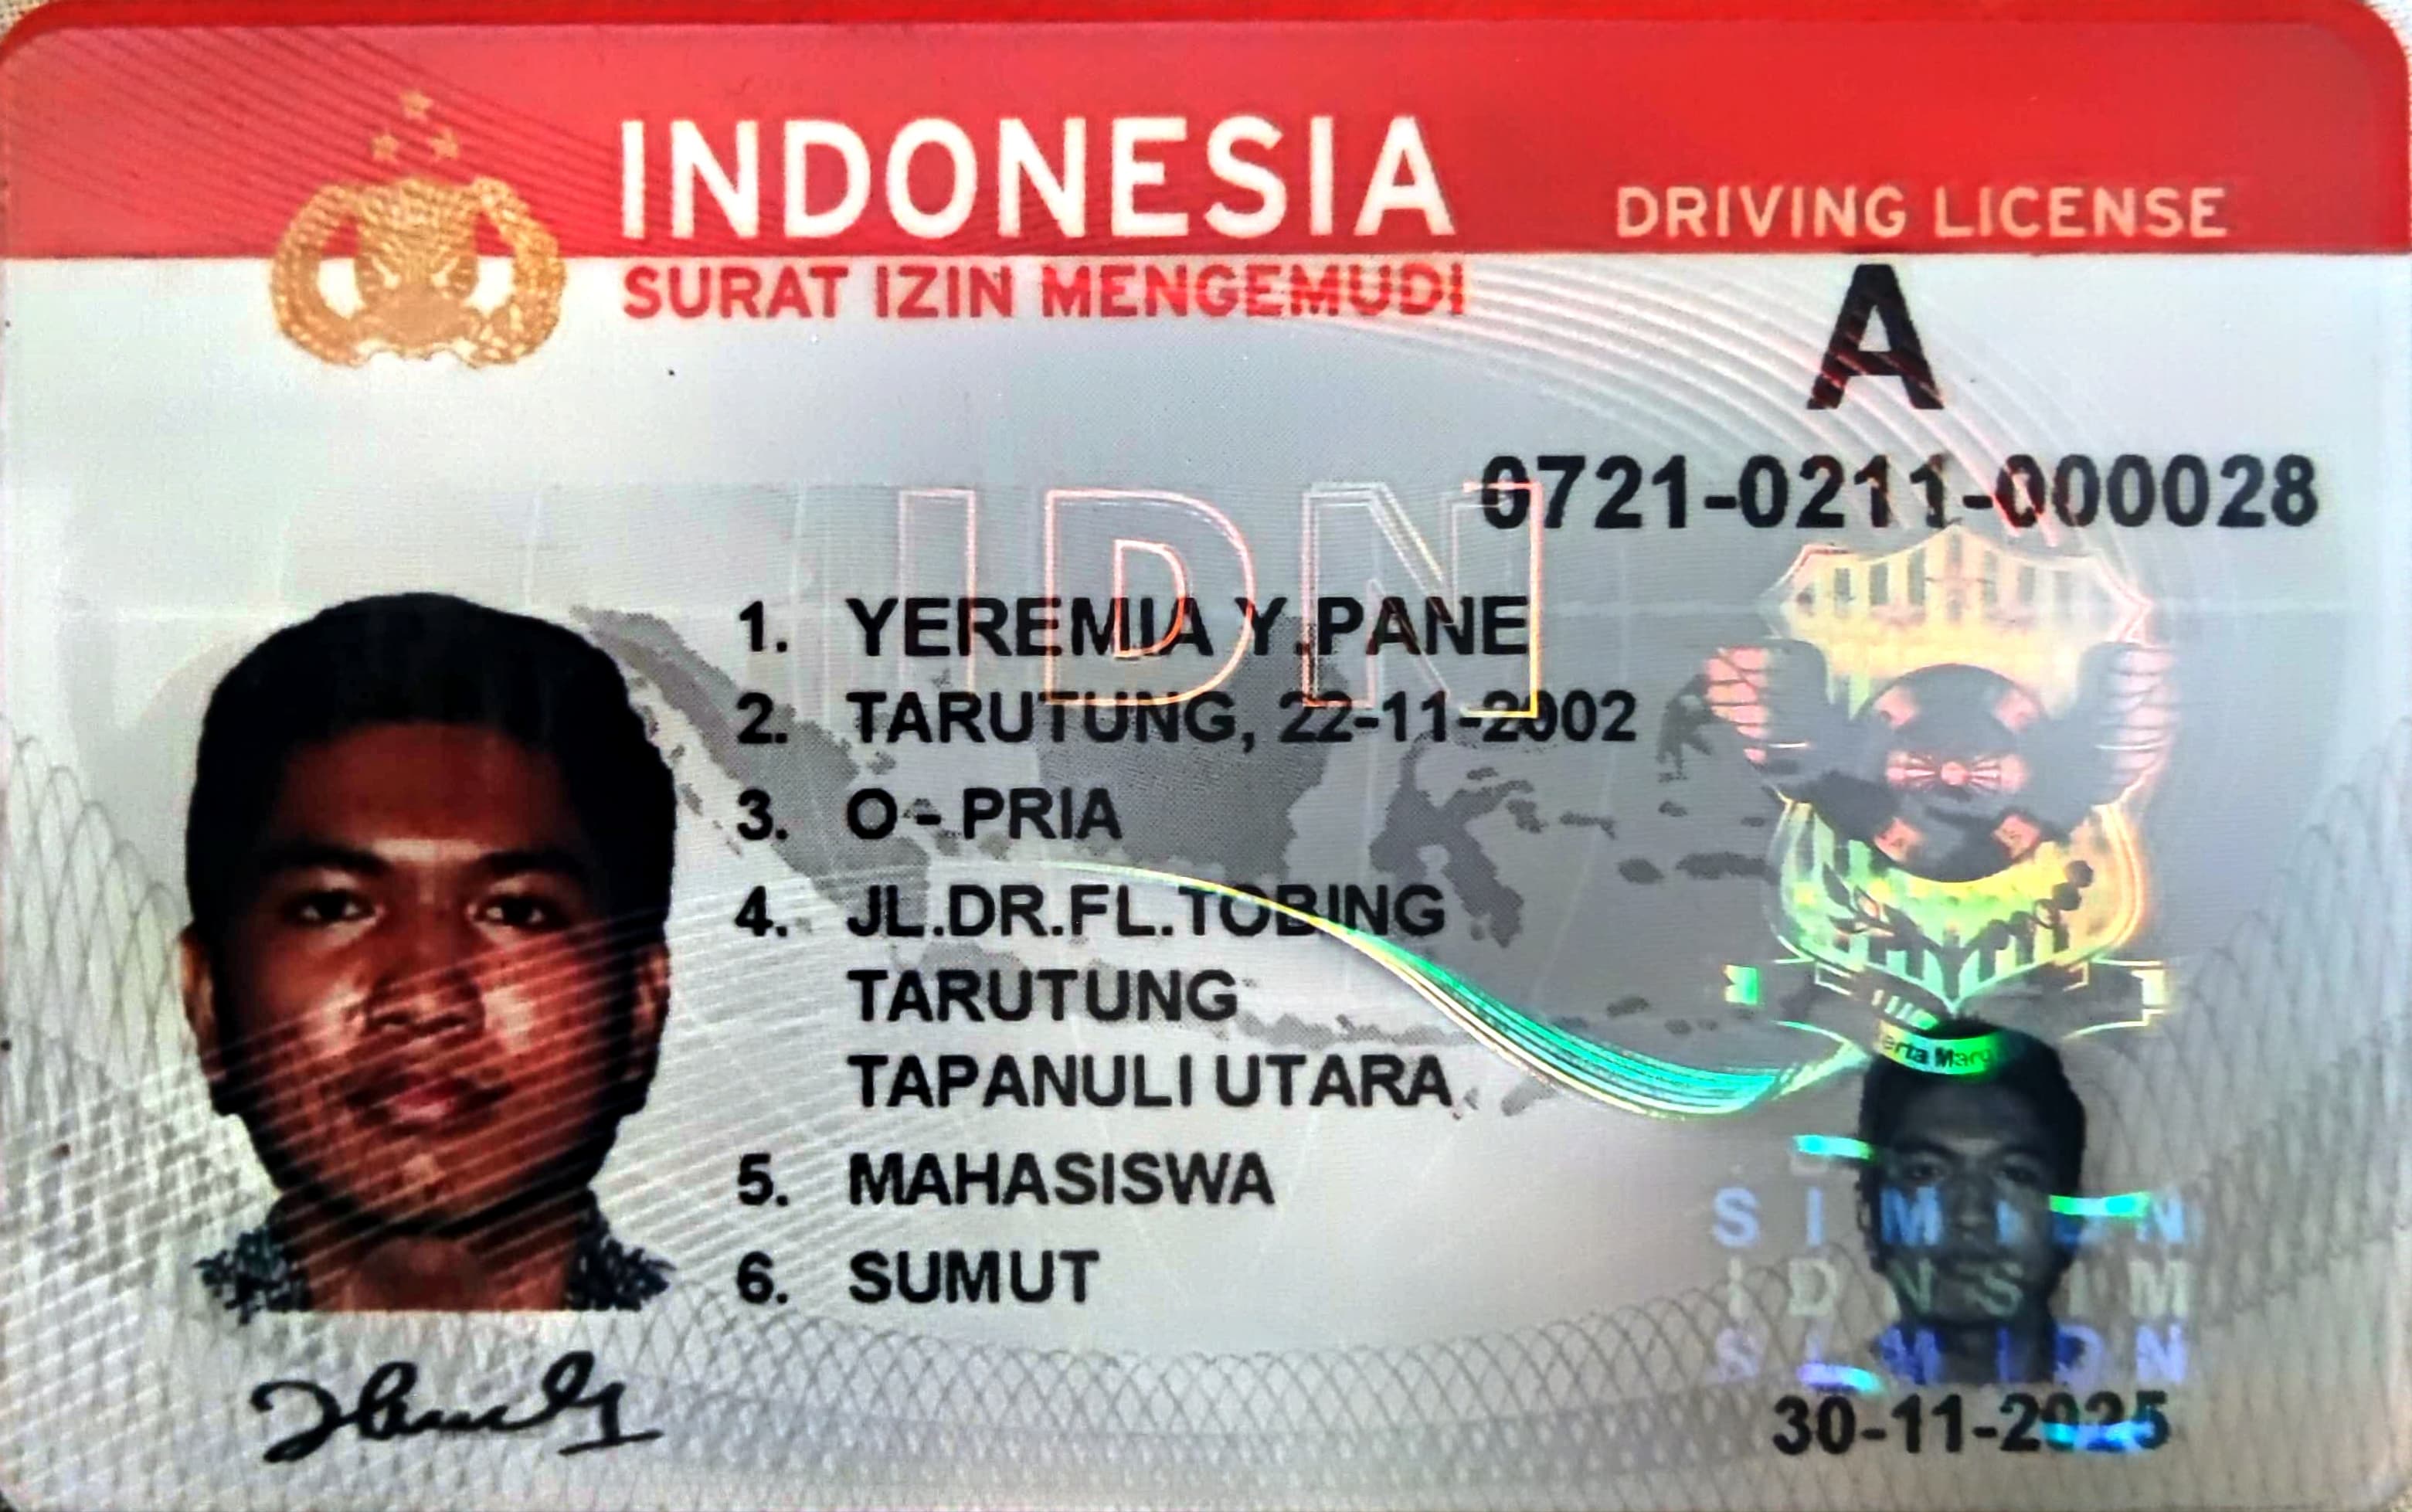 INDONESIA
DRIVING LICENSE
SURAT IZIN MENGEMUDI
A
0721-0211-000028
IDN
1. YEREMIA Y.PANE
2. TARUTUNG, 22-11-2002
3. O - PRIA
4. JL.DR.FL.TOBING
TARUTUNG
TAPANULI UTARA
5. MAHASISWA
6. SUMUT
SIM IDN
IDN SIM
SIM IDN
30-11-2025